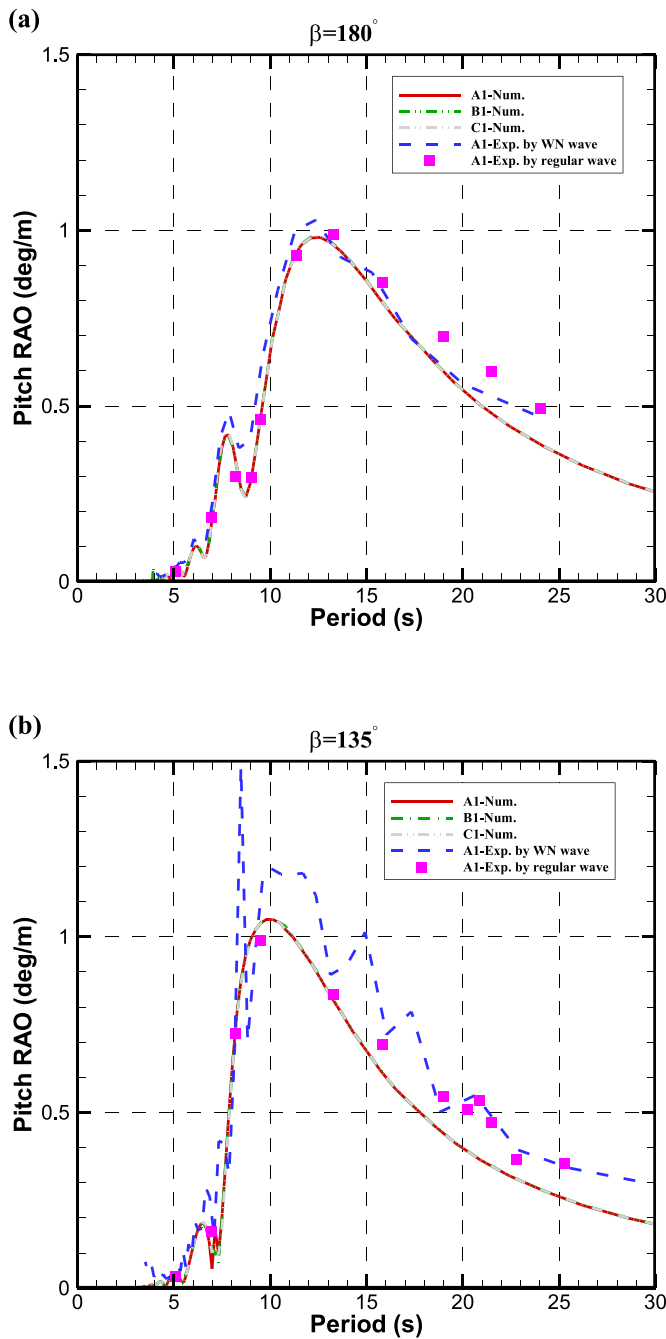 (a)
β=180°
1.5
1
0.5
0
Pitch RAO (deg/m)
A1-Num.
B1-Num.
C1-Num.
A1-Exp. by WN wave
A1-Exp. by regular wave
0 5 10 15 20 25 30
Period (s)
(b)
β=135°
1.5
1
0.5
0
Pitch RAO (deg/m)
A1-Num.
B1-Num.
C1-Num.
A1-Exp. by WN wave
A1-Exp. by regular wave
0 5 10 15 20 25 30
Period (s)